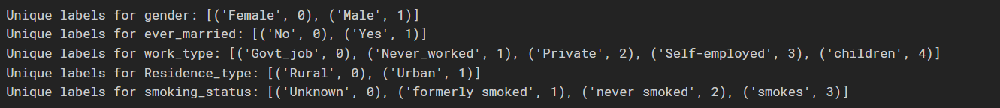 Unique labels for gender: [('Female', 0), ('Male', 1)]
Unique labels for ever_married: [('No', 0), ('Yes', 1)]
Unique labels for work_type: [('Govt_job', 0), ('Never_worked', 1), ('Private', 2), ('Self-employed', 3), ('children', 4)]
Unique labels for Residence_type: [('Rural', 0), ('Urban', 1)]
Unique labels for smoking_status: [('Unknown', 0), ('formerly smoked', 1), ('never smoked', 2), ('smokes', 3)]